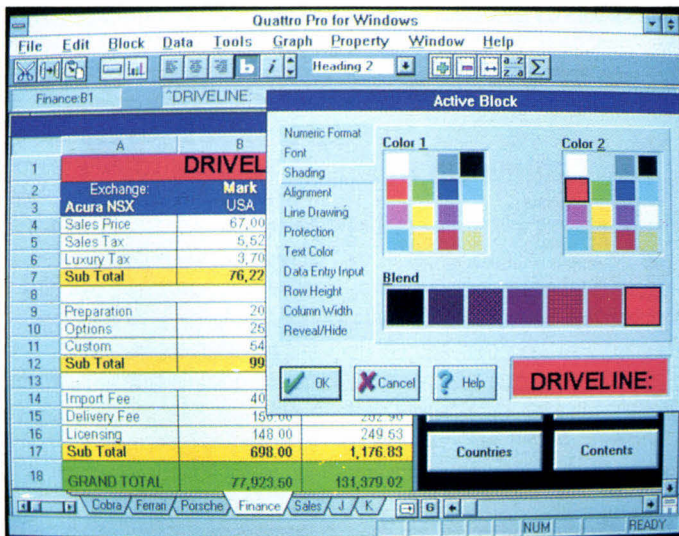 Quattro Pro for Windows
File Edit Block Data Tools Graph Property Window Help
b i Heading 2 a..z z..a Σ
Finance:B1 ^DRIVELINE:
Active Block
A B
1 DRIVEL
2 Exchange: Mark
3 Acura NSX USA
4 Sales Price 67,00
5 Sales Tax 5,52
6 Luxury Tax 3,70
7 Sub Total 76,22
8
9 Preparation 20
10 Options 25
11 Custom 54
12 Sub Total 99
13
14 Import Fee 40
15 Delivery Fee 150.00 252.90
16 Licensing 148.00 249.53
17 Sub Total 698.00 1,176.83
18 GRAND TOTAL 77,923.50 131,379.02
Numeric Format
Font
Shading
Alignment
Line Drawing
Protection
Text Color
Data Entry Input
Row Height
Column Width
Reveal/Hide
Color 1
Color 2
Blend
OK Cancel ? Help DRIVELINE:
Countries Contents
Cobra Ferrari Porsche Finance Sales J K G
NUM READY